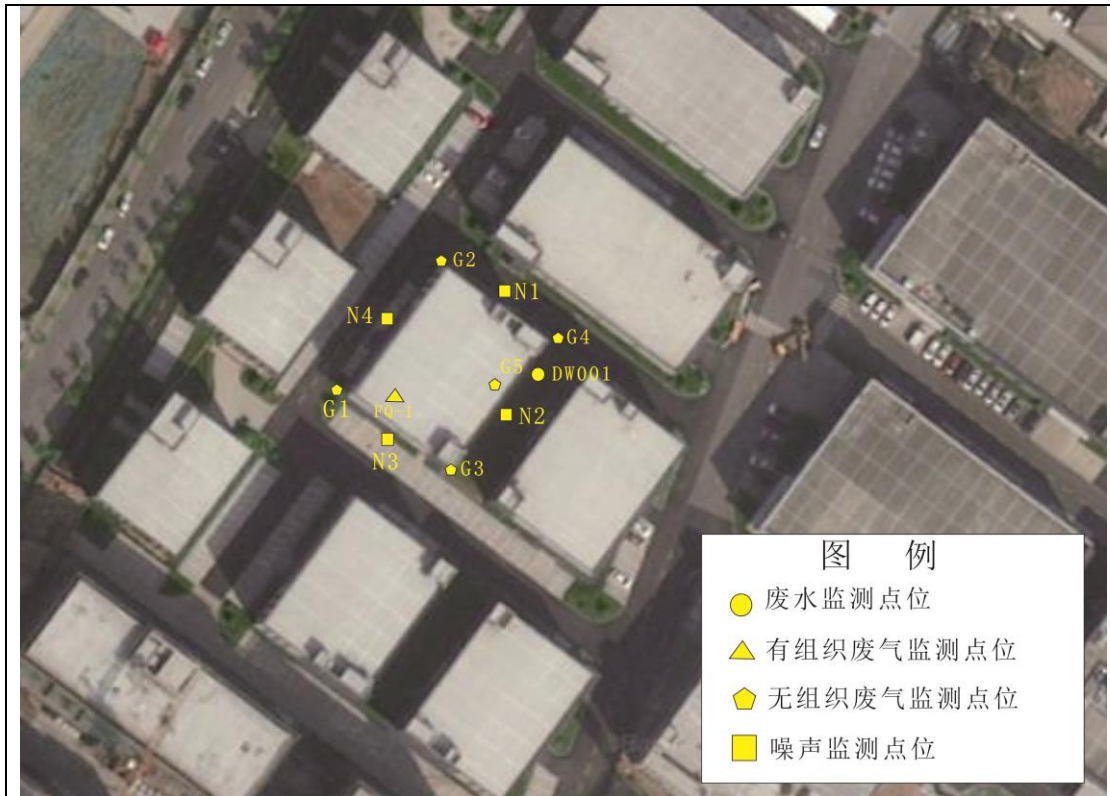 G2
N1
N4
G4
G5
DW001
G1
FQ-1
N2
N3
G3
图 例
废水监测点位
有组织废气监测点位
无组织废气监测点位
噪声监测点位